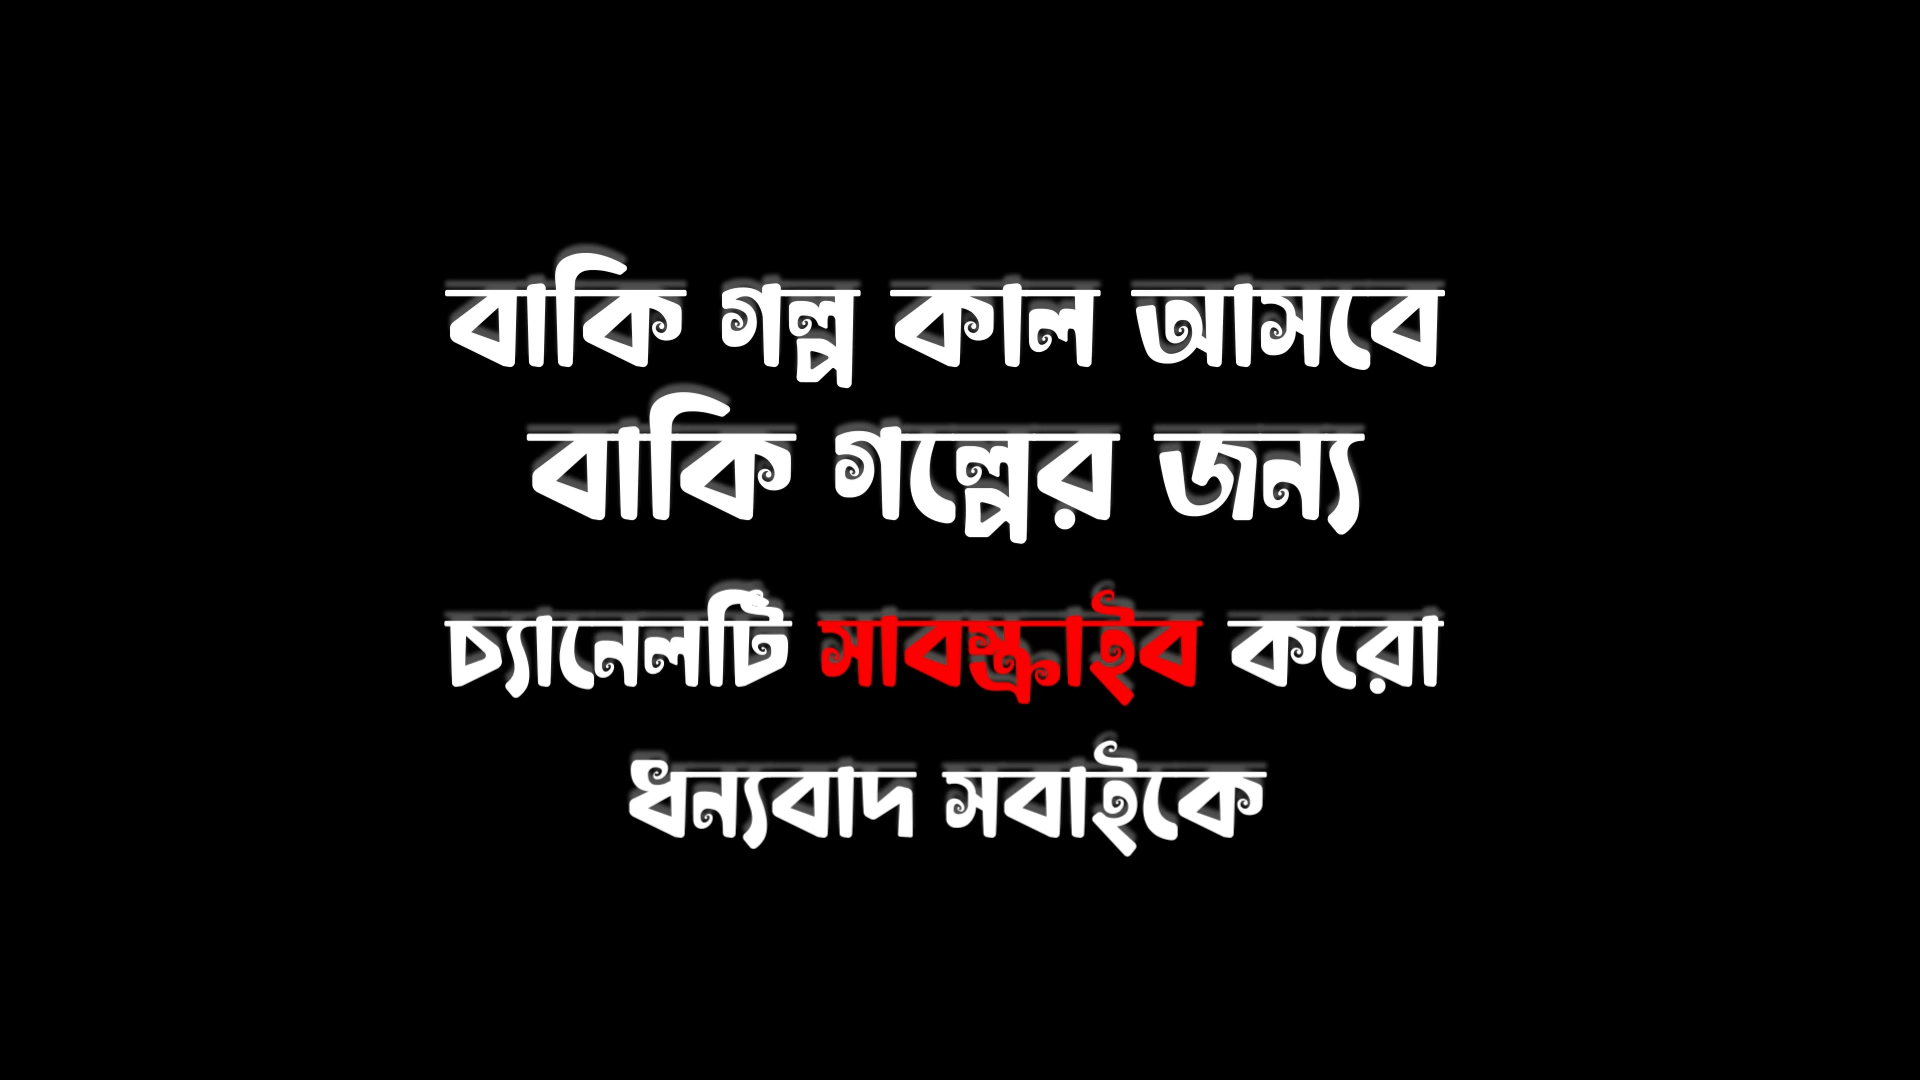 বাকি গল্প কাল আসবে
বাকি গল্পের জন্য
চ্যানেলটি সাবস্ক্রাইব করো
ধন্যবাদ সবাইকে